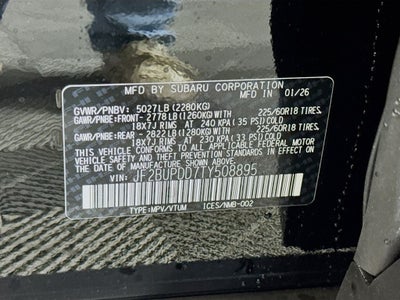 MFD BY SUBARU CORPORATION MFD IN 01/26
GVWR/PNBV: 5027LB(2280KG)
GAWR/PNBE:FRONT- 2778LB(1260KG) 225/60R18 TIRES.
18X7J RIMS AT 240 KPA(35 PSI)COLD
GAWR/PNBE:REAR - 2822LB(1280KG) 225/60R18 TIRES.
18X7J RIMS AT 230 KPA(33 PSI)COLD
THIS VEHICLE CONFORMS TO ALL APPLICABLE
FEDERAL MOTOR VEHICLE SAFETY,
BUMPER, AND THEFT PREVENTION STANDARDS IN EFFECT
ON THE DATE OF MANUFACTURE SHOWN ABOVE.
VIN: JF2BUPDD7TY508895
TYPE:MPV/VTUM ICES/NMB-002